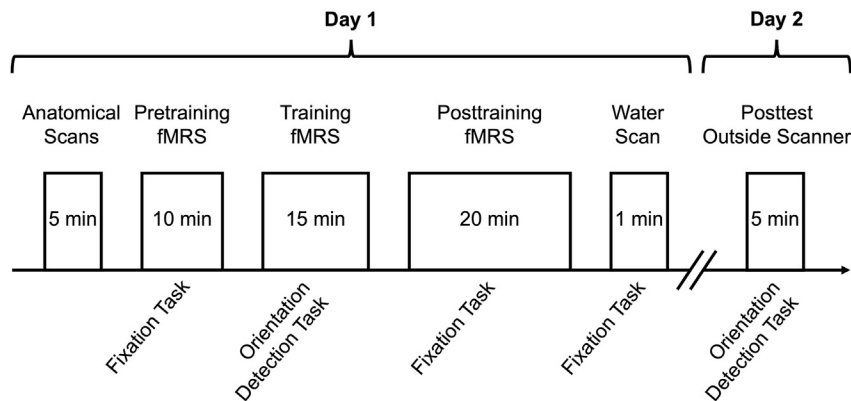 Day 1
Day 2
Anatomical
Scans
Pretraining
fMRS
Training
fMRS
Posttraining
fMRS
Water
Scan
Posttest
Outside Scanner
5 min
10 min
15 min
20 min
1 min
5 min
Fixation Task
Orientation
Detection Task
Fixation Task
Fixation Task
Orientation
Detection Task